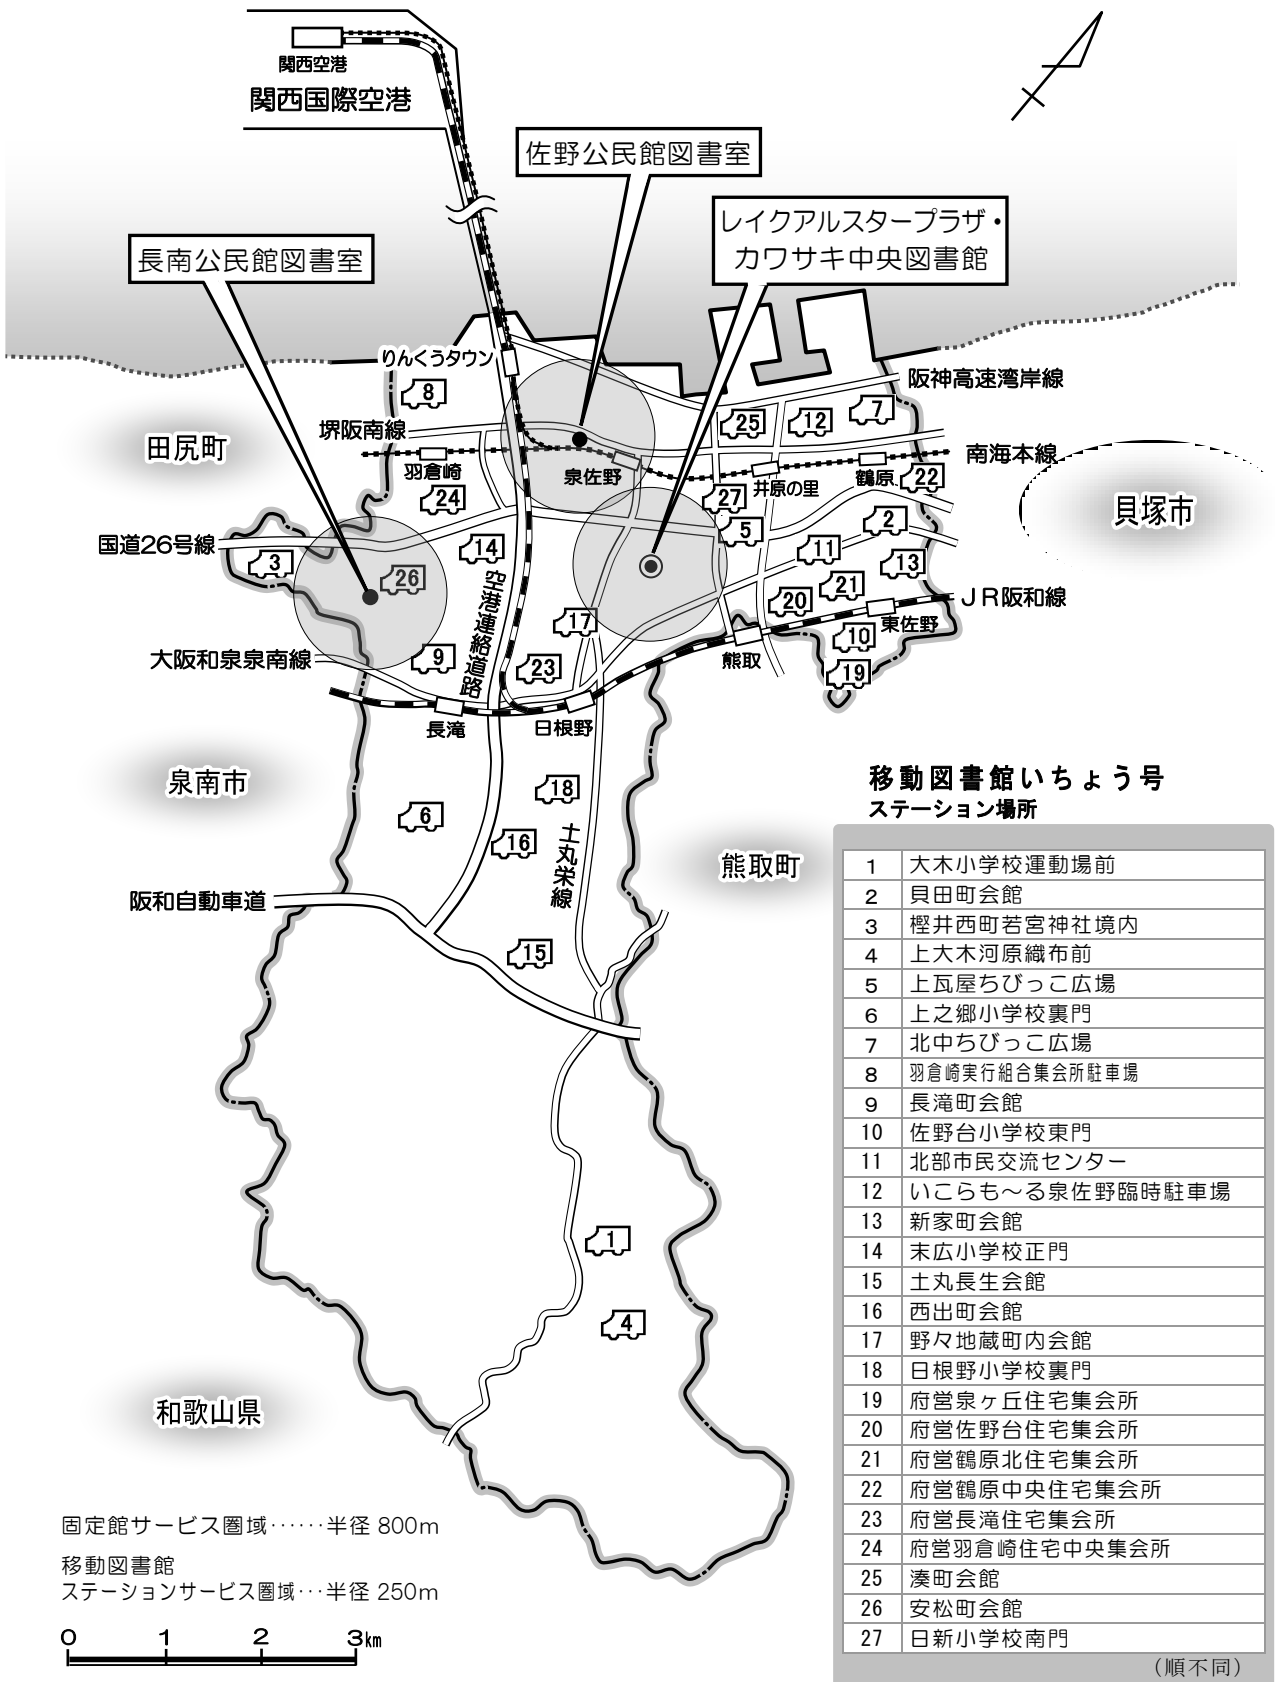 関西空港
関西国際空港
佐野公民館図書室
レイクアルスタープラザ・
カワサキ中央図書館
長南公民館図書室
りんくうタウン
阪神高速湾岸線
8
7
25
12
堺阪南線
田尻町
羽倉崎
泉佐野
井原の里
鶴原
南海本線
22
24
27
貝塚市
国道26号線
14
5
2
11
3
26
13
空港連絡道路
21
20
JR阪和線
17
東佐野
10
大阪和泉泉南線
9
23
熊取
19
長滝
日根野
泉南市
18
6
16
土丸栄線
熊取町
阪和自動車道
15
1
4
和歌山県
移動図書館いちょう号
ステーション場所
1 大木小学校運動場前
2 貝田町会館
3 樫井西町若宮神社境内
4 上大木河原織布前
5 上瓦屋ちびっこ広場
6 上之郷小学校裏門
7 北中ちびっこ広場
8 羽倉崎実行組合集会所駐車場
9 長滝町会館
10 佐野台小学校東門
11 北部市民交流センター
12 いこらも～る泉佐野臨時駐車場
13 新家町会館
14 末広小学校正門
15 土丸長生会館
16 西出町会館
17 野々地蔵町内会館
18 日根野小学校裏門
19 府営泉ヶ丘住宅集会所
20 府営佐野台住宅集会所
21 府営鶴原北住宅集会所
22 府営鶴原中央住宅集会所
23 府営長滝住宅集会所
24 府営羽倉崎住宅中央集会所
25 湊町会館
26 安松町会館
27 日新小学校南門
（順不同）
固定館サービス圏域……半径 800m
移動図書館
ステーションサービス圏域…半径 250m
0 1 2 3km